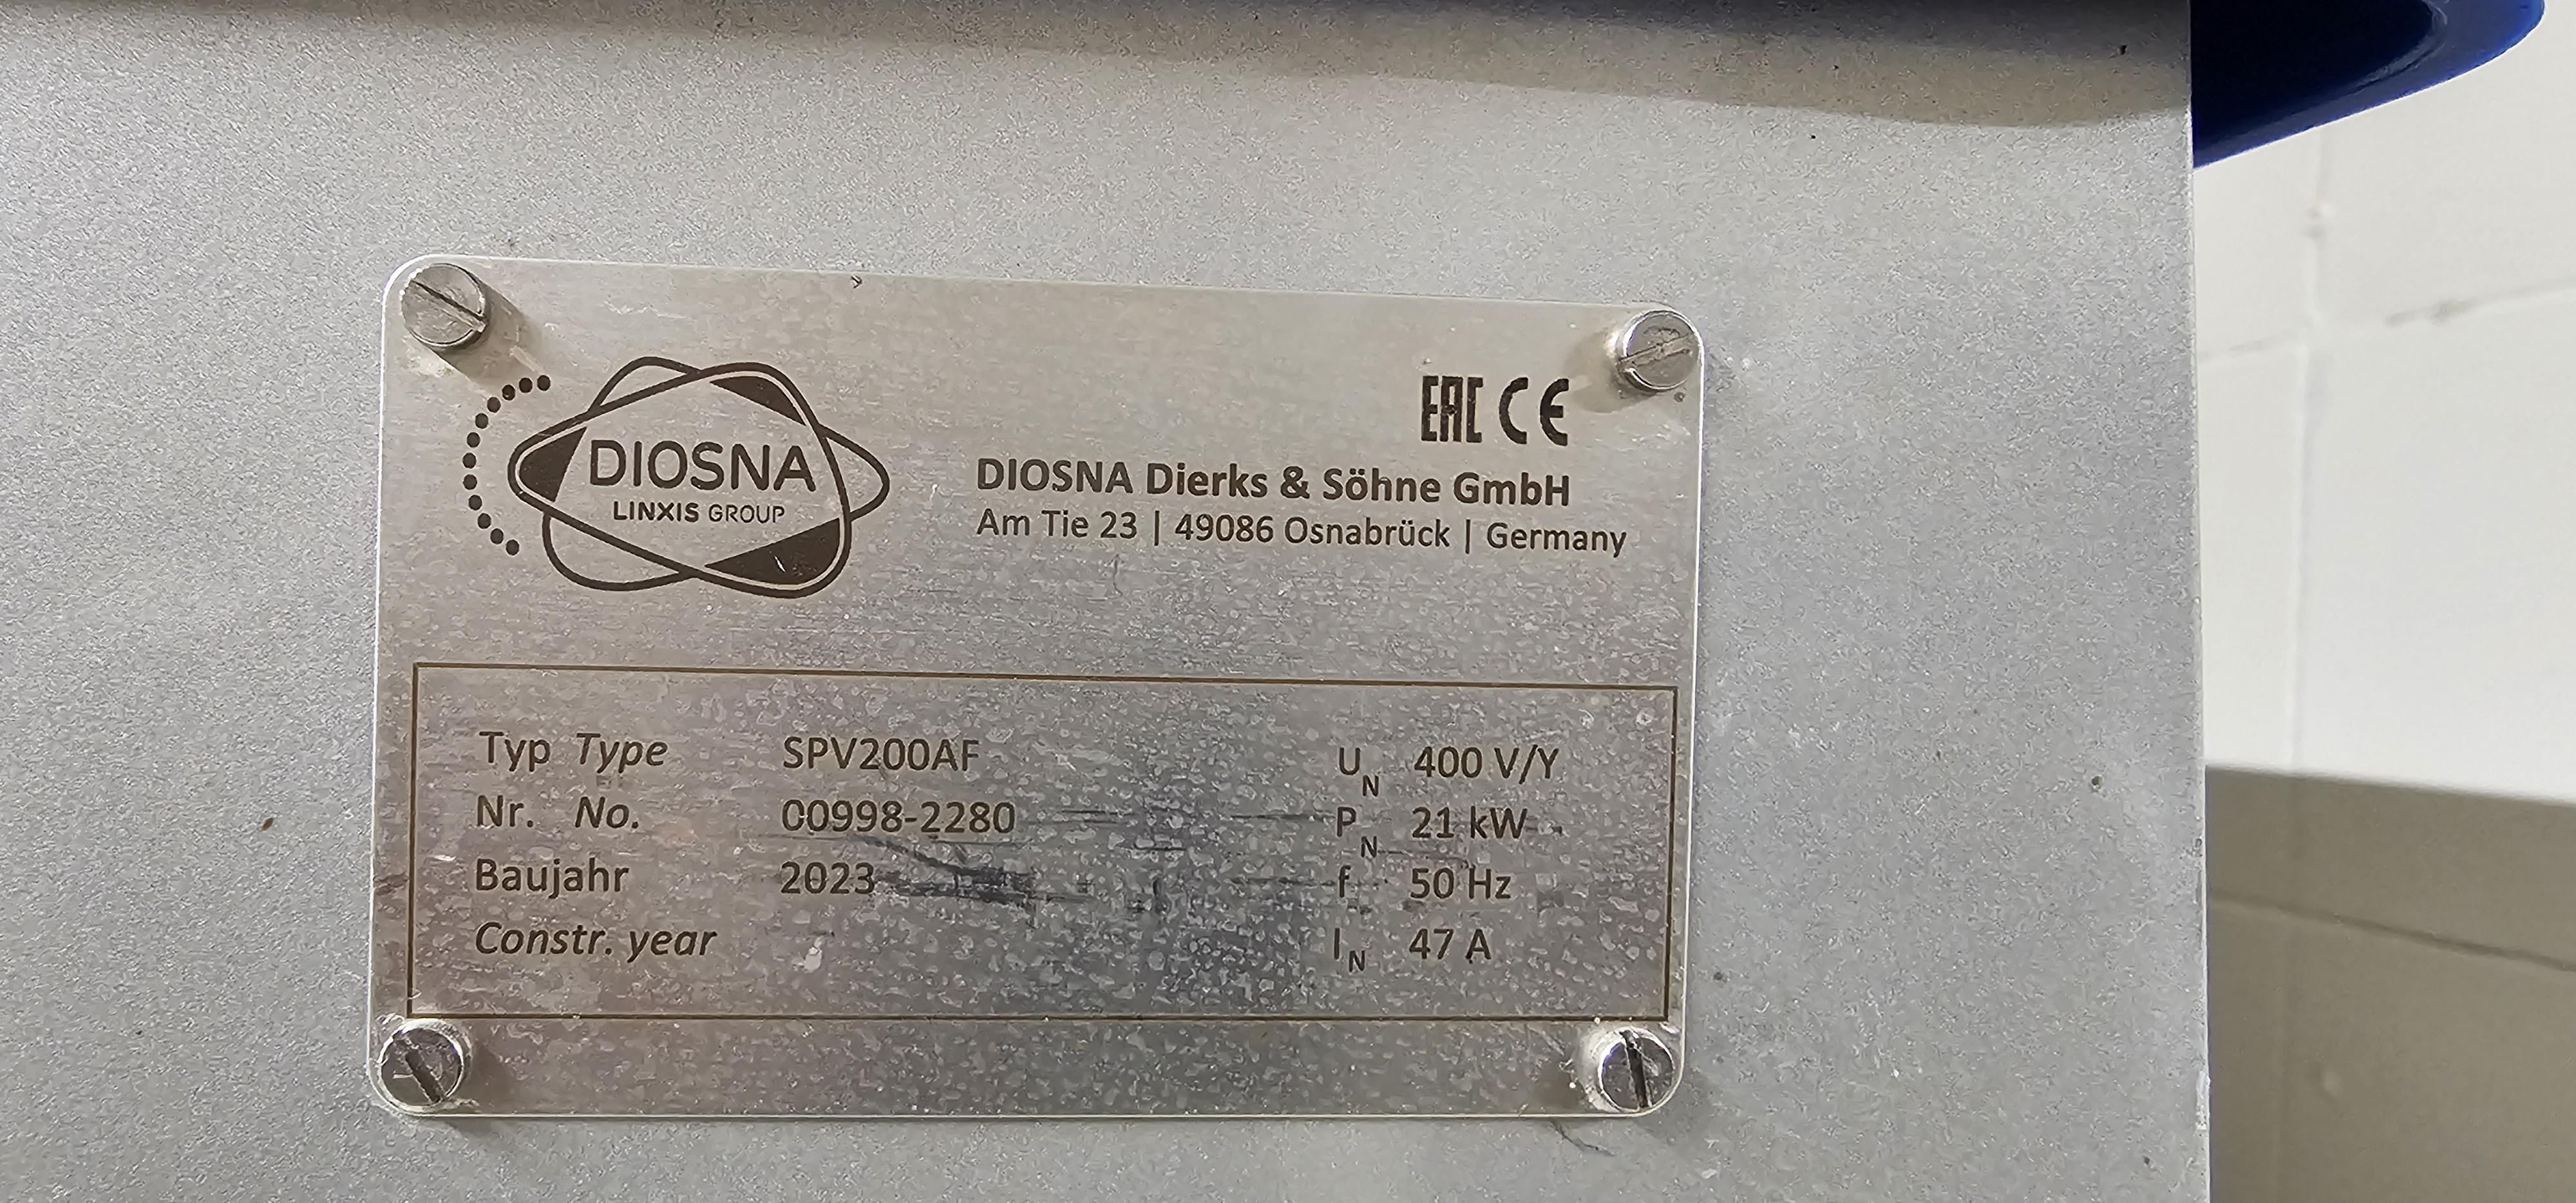 DIOSNA
LINXIS GROUP
EAC CE
DIOSNA Dierks & Söhne GmbH
Am Tie 23 | 49086 Osnabrück | Germany
Typ Type SPV200AF
Nr. No. 00998-2280
Baujahr 2023
Constr. year
UN 400 V/Y
PN 21 kW
f 50 Hz
IN 47 A